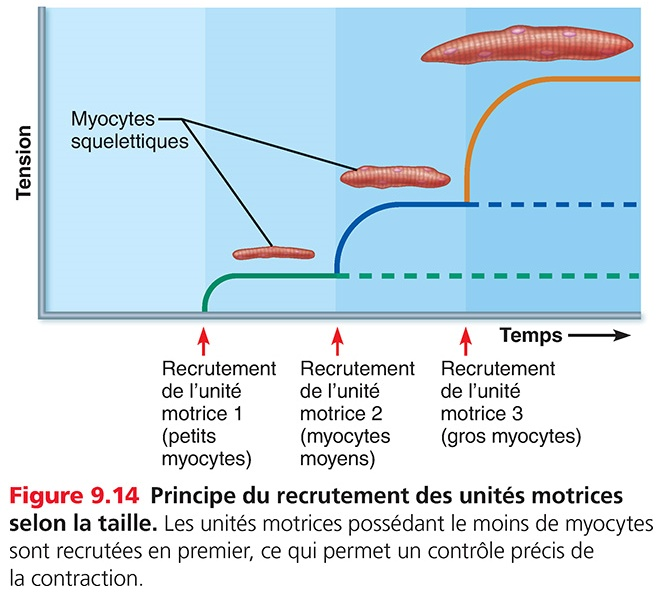 Tension
Myocytes
squelettiques
Temps
Recrutement
de l'unité
motrice 1
(petits
myocytes)
Recrutement
de l'unité
motrice 2
(myocytes
moyens)
Recrutement
de l'unité
motrice 3
(gros myocytes)
Figure 9.14 Principe du recrutement des unités motrices
selon la taille. Les unités motrices possédant le moins de myocytes
sont recrutées en premier, ce qui permet un contrôle précis de
la contraction.